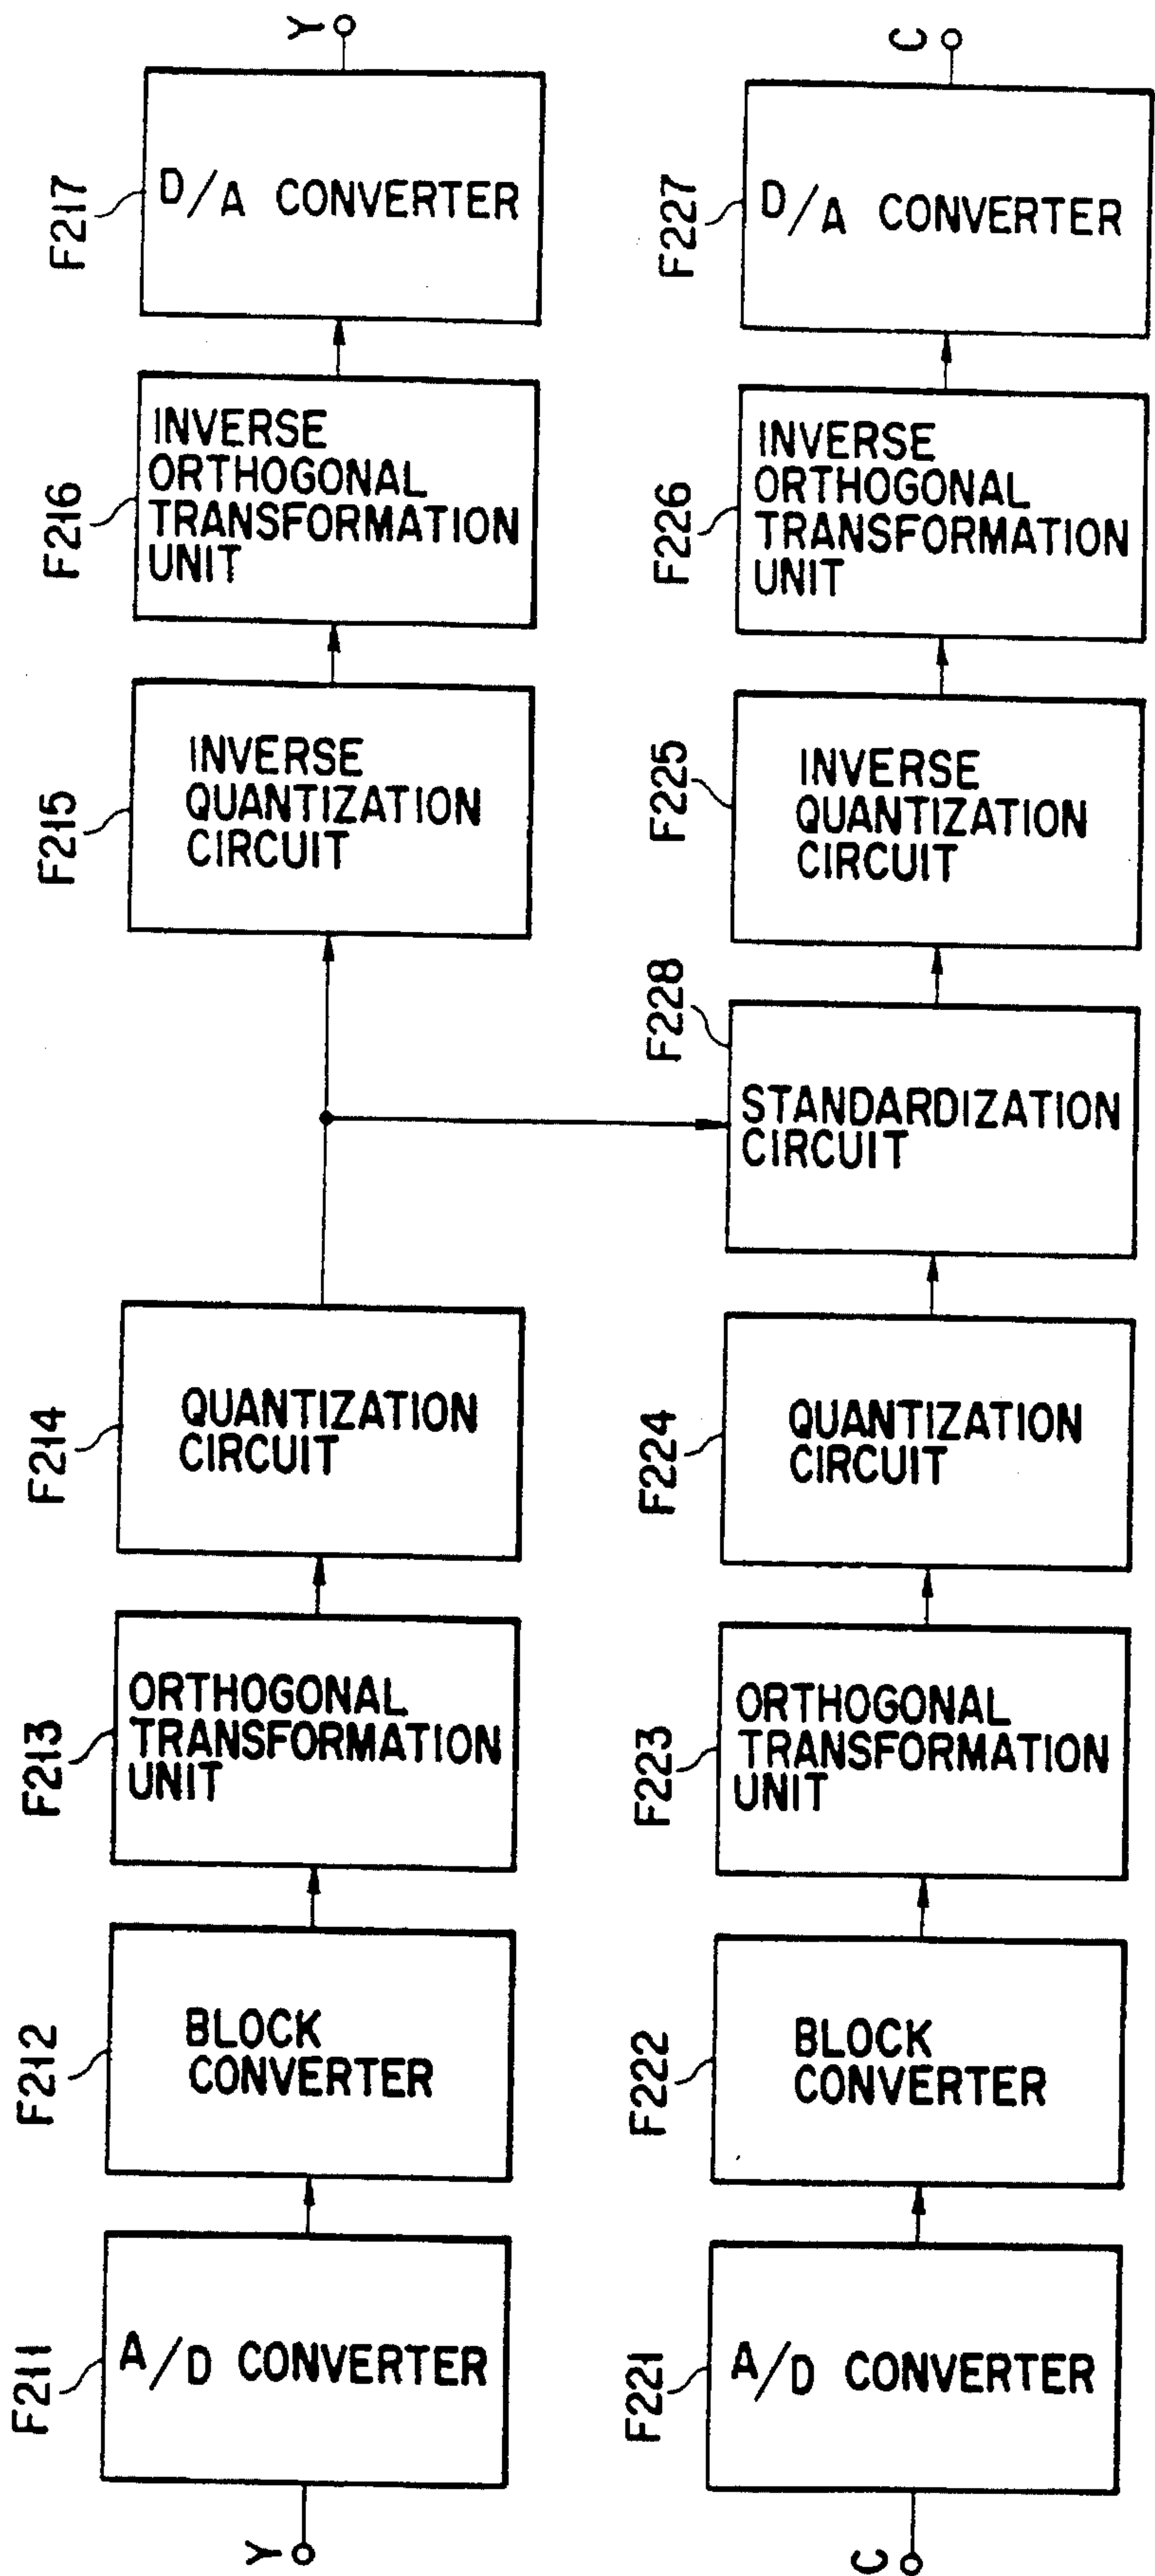 Y
Y
C
C
F217
D/A CONVERTER
F227
D/A CONVERTER
F216
INVERSE
ORTHOGONAL
TRANSFORMATION
UNIT
F226
INVERSE
ORTHOGONAL
TRANSFORMATION
UNIT
F215
INVERSE
QUANTIZATION
CIRCUIT
F225
INVERSE
QUANTIZATION
CIRCUIT
F228
STANDARDIZATION
CIRCUIT
F214
QUANTIZATION
CIRCUIT
F224
QUANTIZATION
CIRCUIT
F213
ORTHOGONAL
TRANSFORMATION
UNIT
F223
ORTHOGONAL
TRANSFORMATION
UNIT
F212
BLOCK
CONVERTER
F222
BLOCK
CONVERTER
F211
A/D CONVERTER
F221
A/D CONVERTER